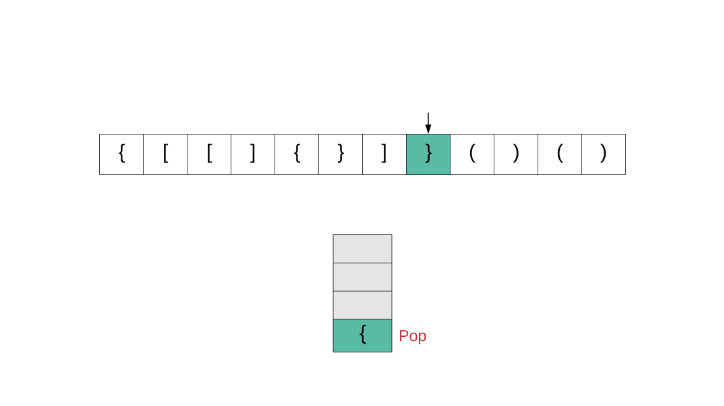 { [ [ ] { } ] } ( ) ( )
{ Pop